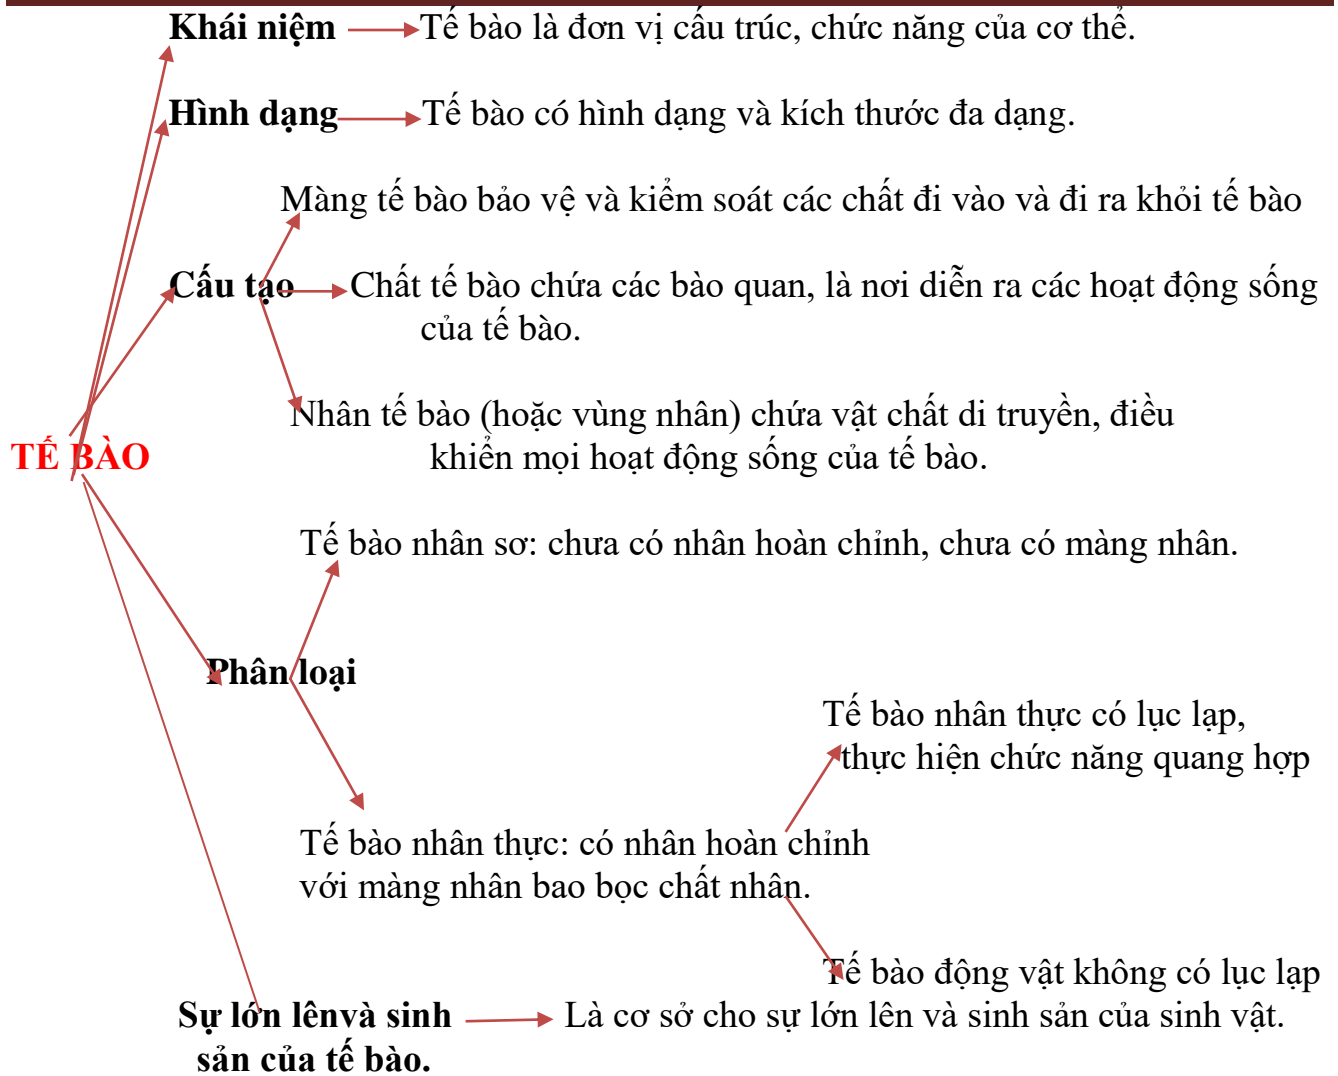 Khái niệm Tế bào là đơn vị cấu trúc, chức năng của cơ thể.
Hình dạng Tế bào có hình dạng và kích thước đa dạng.
Màng tế bào bảo vệ và kiểm soát các chất đi vào và đi ra khỏi tế bào
Cấu tạo Chất tế bào chứa các bào quan, là nơi diễn ra các hoạt động sống
của tế bào.
Nhân tế bào (hoặc vùng nhân) chứa vật chất di truyền, điều
TẾ BÀO khiển mọi hoạt động sống của tế bào.
Tế bào nhân sơ: chưa có nhân hoàn chỉnh, chưa có màng nhân.
Phân loại
Tế bào nhân thực có lục lạp,
thực hiện chức năng quang hợp
Tế bào nhân thực: có nhân hoàn chỉnh
với màng nhân bao bọc chất nhân.
Tế bào động vật không có lục lạp
Sự lớn lênvà sinh Là cơ sở cho sự lớn lên và sinh sản của sinh vật.
sản của tế bào.